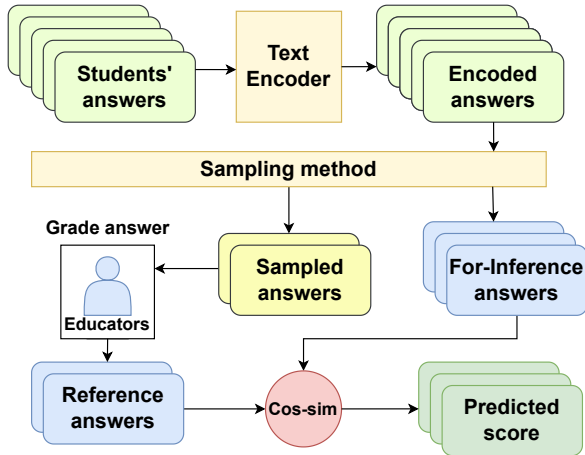 Students'
answers
Text
Encoder
Encoded
answers
Sampling method
Grade answer
Educators
Sampled
answers
For-Inference
answers
Reference
answers
Cos-sim
Predicted
score